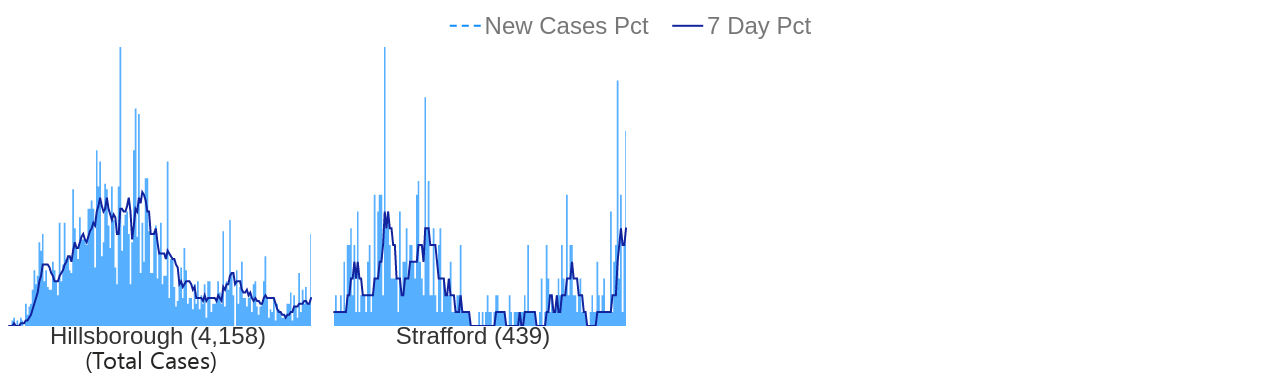 New Cases Pct 7 Day Pct
Hillsborough (4,158) Strafford (439)
(Total Cases)